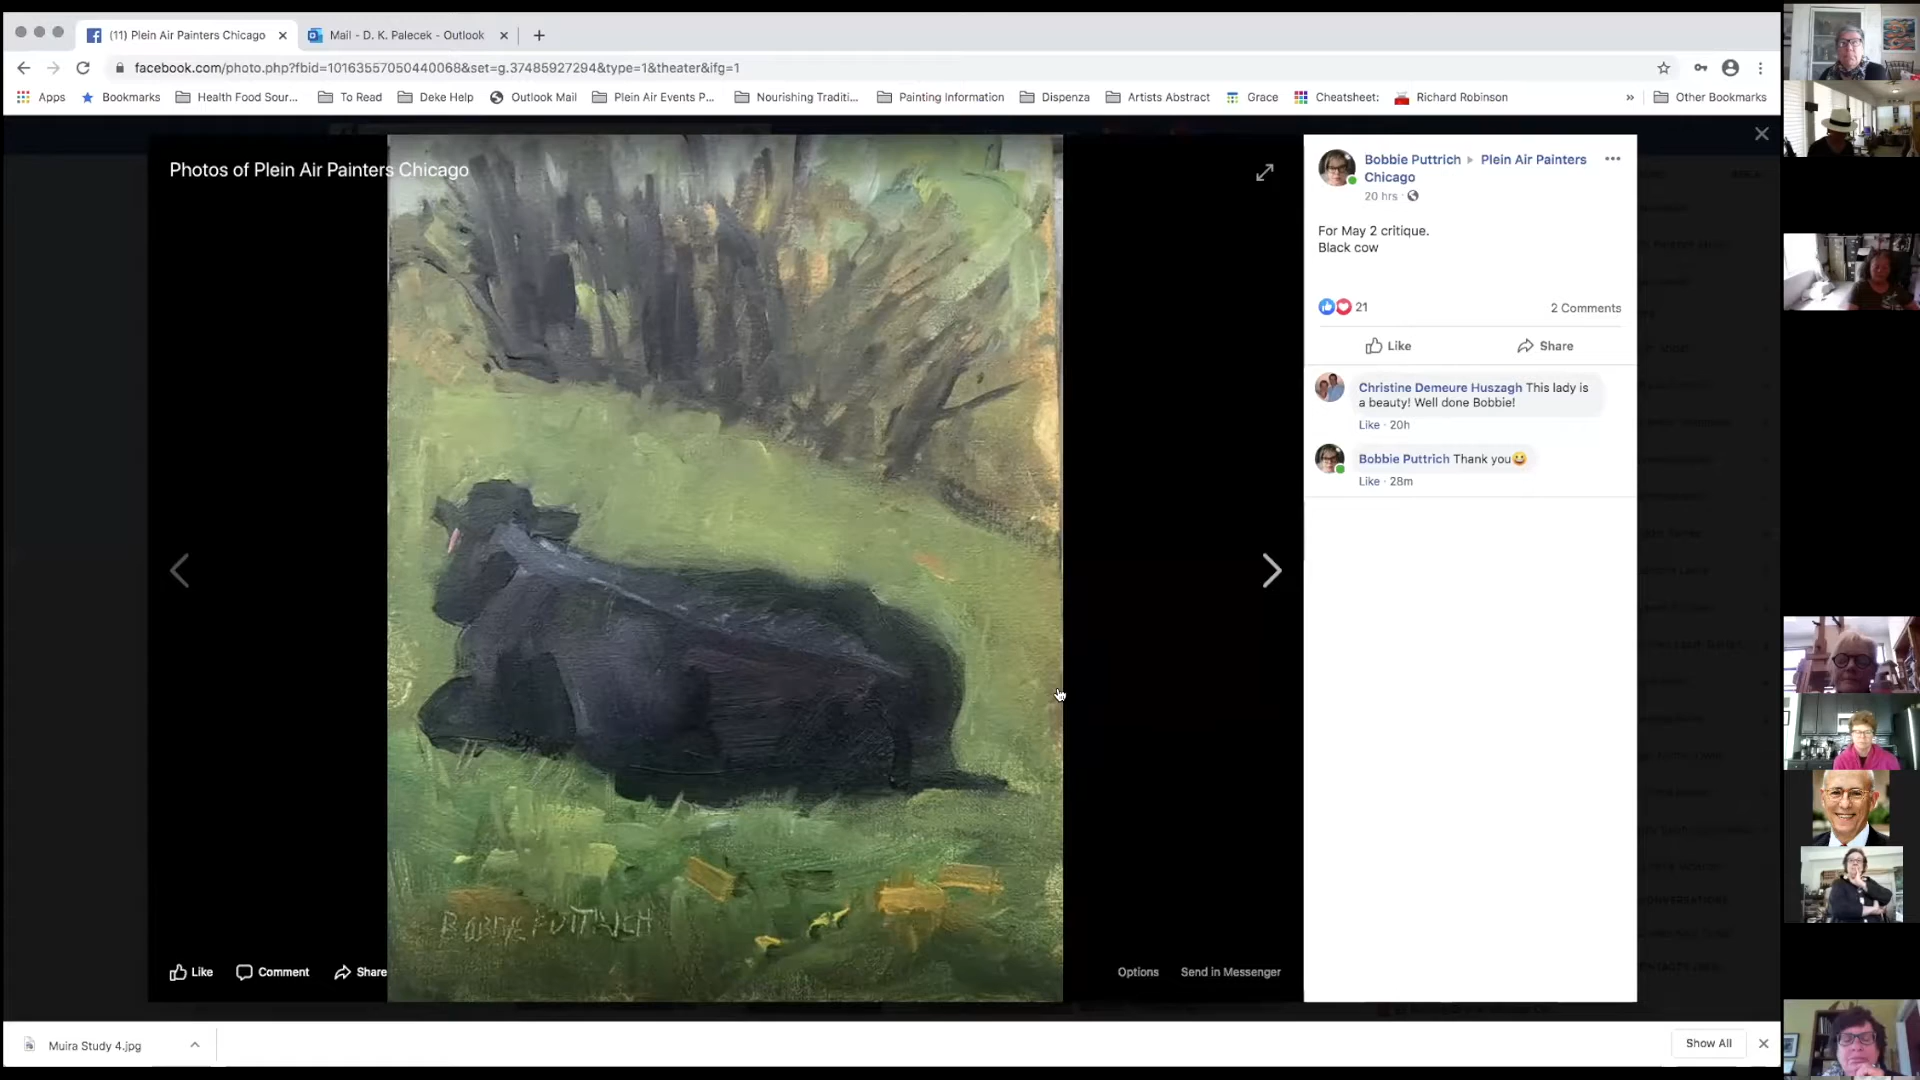 (11) Plein Air Painters Chicago
Mail - D. K. Palecek - Outlook
facebook.com/photo.php?fbid=10163557050440068&set=g.37485927294&type=1&theater&ifg=1
Apps Bookmarks Health Food Sour... To Read Deke Help Outlook Mail Plein Air Events P... Nourishing Traditi... Painting Information Dispenza Artists Abstract Grace Cheatsheet: Richard Robinson » Other Bookmarks
Photos of Plein Air Painters Chicago
Bobbie Puttrich ▸ Plein Air Painters
Chicago
20 hrs ·
For May 2 critique.
Black cow
21
2 Comments
Like Share
Christine Demeure Huszagh This lady is
a beauty! Well done Bobbie!
Like · 20h
Bobbie Puttrich Thank you😀
Like · 28m
BOBBIE PUTTRICH
Like Comment Share
Options Send in Messenger
Muira Study 4.jpg
Show All